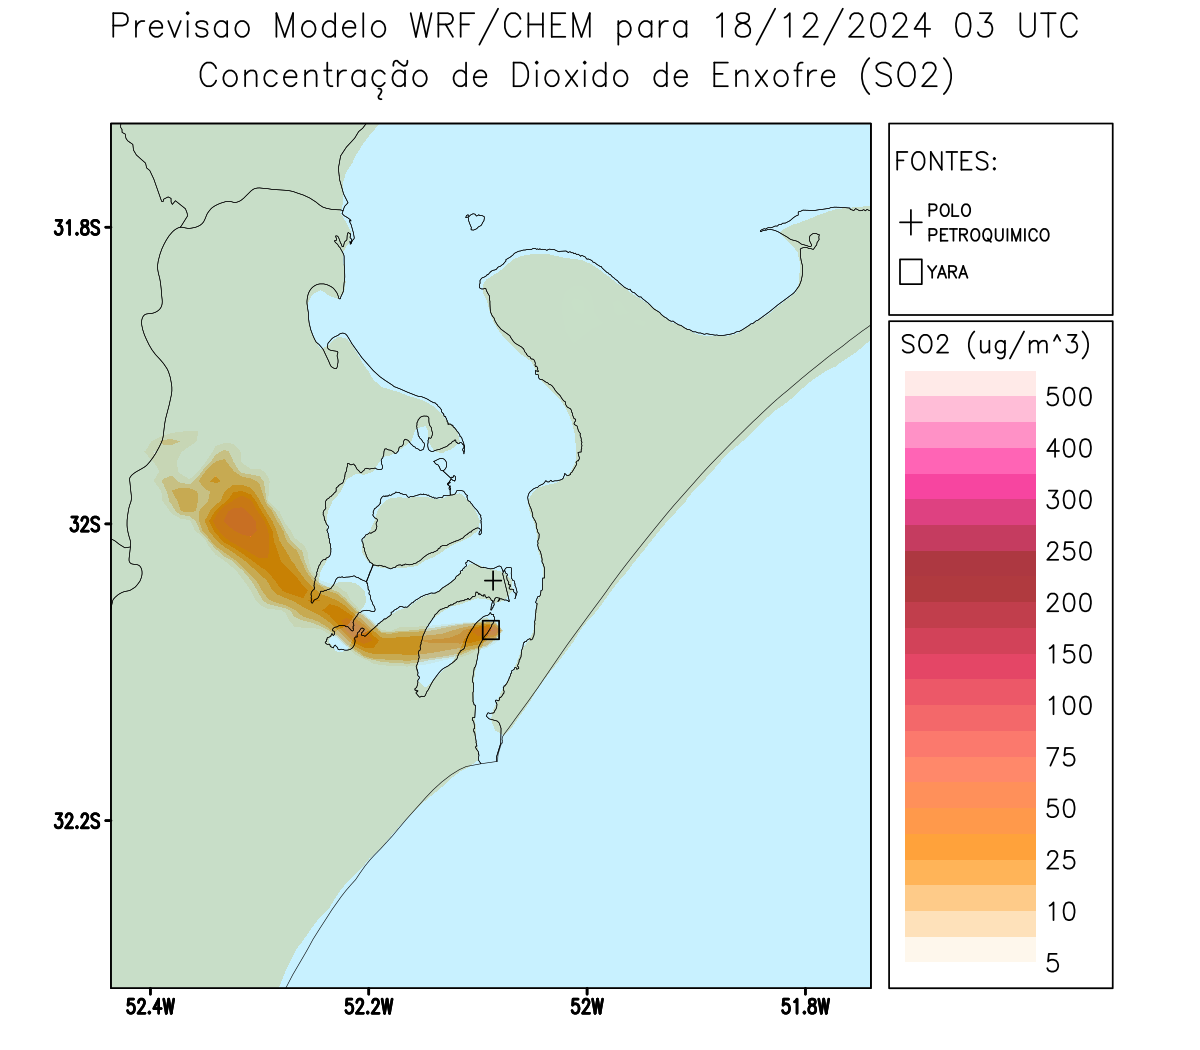 Previsao Modelo WRF/CHEM para 18/12/2024 03 UTC
Concentração de Dioxido de Enxofre (SO2)
FONTES:
POLO
PETROQUIMICO
YARA
31.8S
32S
32.2S
52.4W
52.2W
52W
51.8W
SO2 (ug/m^3)
500
400
300
250
200
150
100
75
50
25
10
5